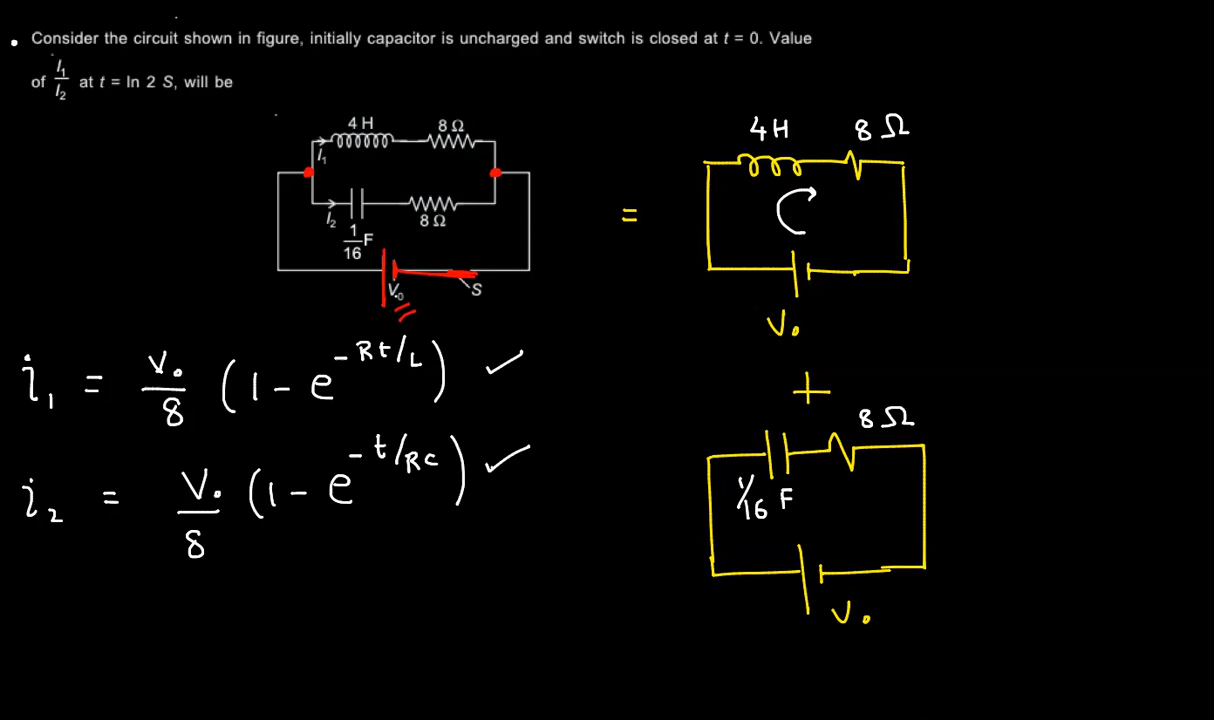 • Consider the circuit shown in figure, initially capacitor is uncharged and switch is closed at t = 0. Value
of I₁/I₂ at t = ln 2 S, will be
4 H 8 Ω
I₁
I₂ 8 Ω
1/16 F
V₀ S
=
4H 8 Ω
V₀
+
8 Ω
1/16 F
V₀
i₁ = V₀/8 (1 - e^(-Rt/L)) ✓
i₂ = V₀/8 (1 - e^(-t/RC)) ✓